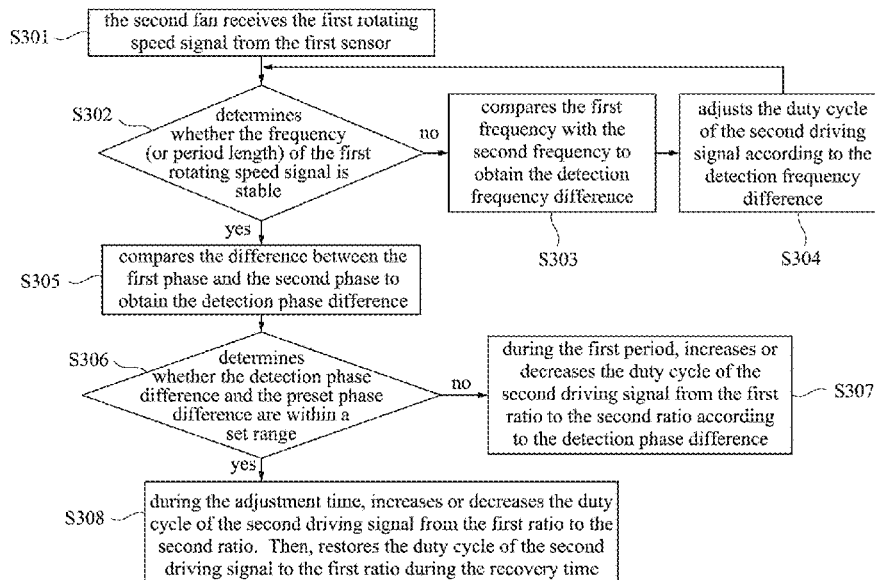 S301
the second fan receives the first rotating
speed signal from the first sensor
S302
determines
whether the frequency
(or period length) of the first
rotating speed signal is
stable
no
compares the first
frequency with the
second frequency to
obtain the detection
frequency difference
S303
adjusts the duty cycle
of the second driving
signal according to the
detection frequency
difference
S304
yes
S305
compares the difference between the
first phase and the second phase to
obtain the detection phase difference
S306
determines
whether the detection phase
difference and the preset phase
difference are within a
set range
no
during the first period, increases or
decreases the duty cycle of the
second driving signal from the first
ratio to the second ratio according
to the detection phase difference
S307
yes
S308
during the adjustment time, increases or decreases the duty
cycle of the second driving signal from the first ratio to the
second ratio. Then, restores the duty cycle of the second
driving signal to the first ratio during the recovery time